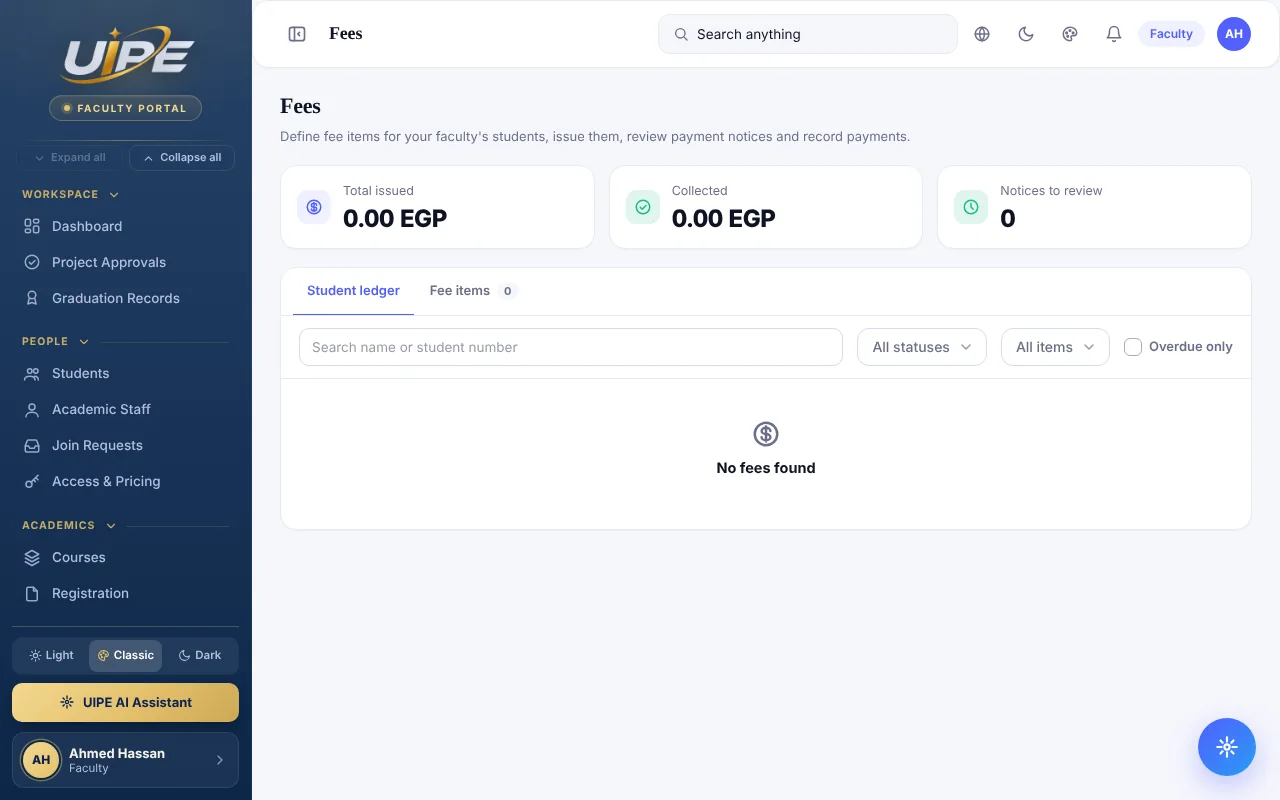 UIPE
FACULTY PORTAL
Expand all
Collapse all
WORKSPACE
Dashboard
Project Approvals
Graduation Records
PEOPLE
Students
Academic Staff
Join Requests
Access & Pricing
ACADEMICS
Courses
Registration
Light
Classic
Dark
UIPE AI Assistant
AH
Ahmed Hassan
Faculty
Fees
Search anything
Faculty
AH
Fees
Define fee items for your faculty's students, issue them, review payment notices and record payments.
Total issued
0.00 EGP
Collected
0.00 EGP
Notices to review
0
Student ledger
Fee items 0
Search name or student number
All statuses
All items
Overdue only
No fees found